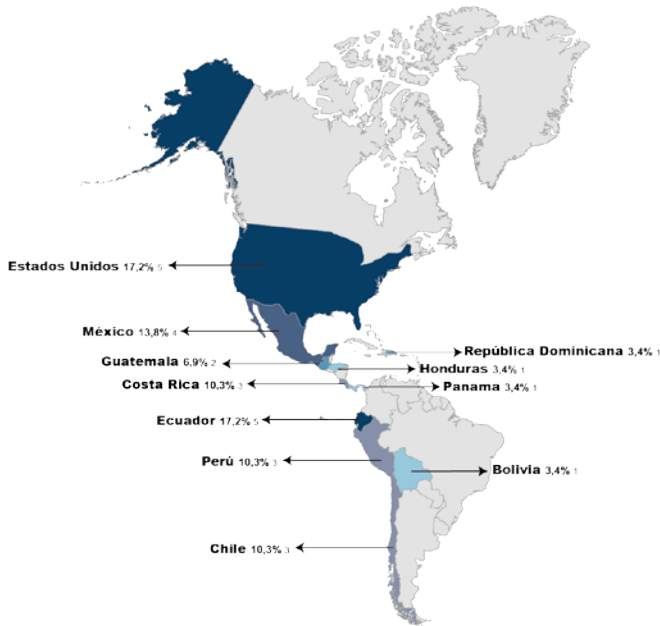 Estados Unidos 17,2% 5
México 13,8% 4
República Dominicana 3,4% 1
Guatemala 6,9% 2
Honduras 3,4% 1
Costa Rica 10,3% 3
Panama 3,4% 1
Ecuador 17,2% 5
Perú 10,3% 3
Bolivia 3,4% 1
Chile 10,3% 3